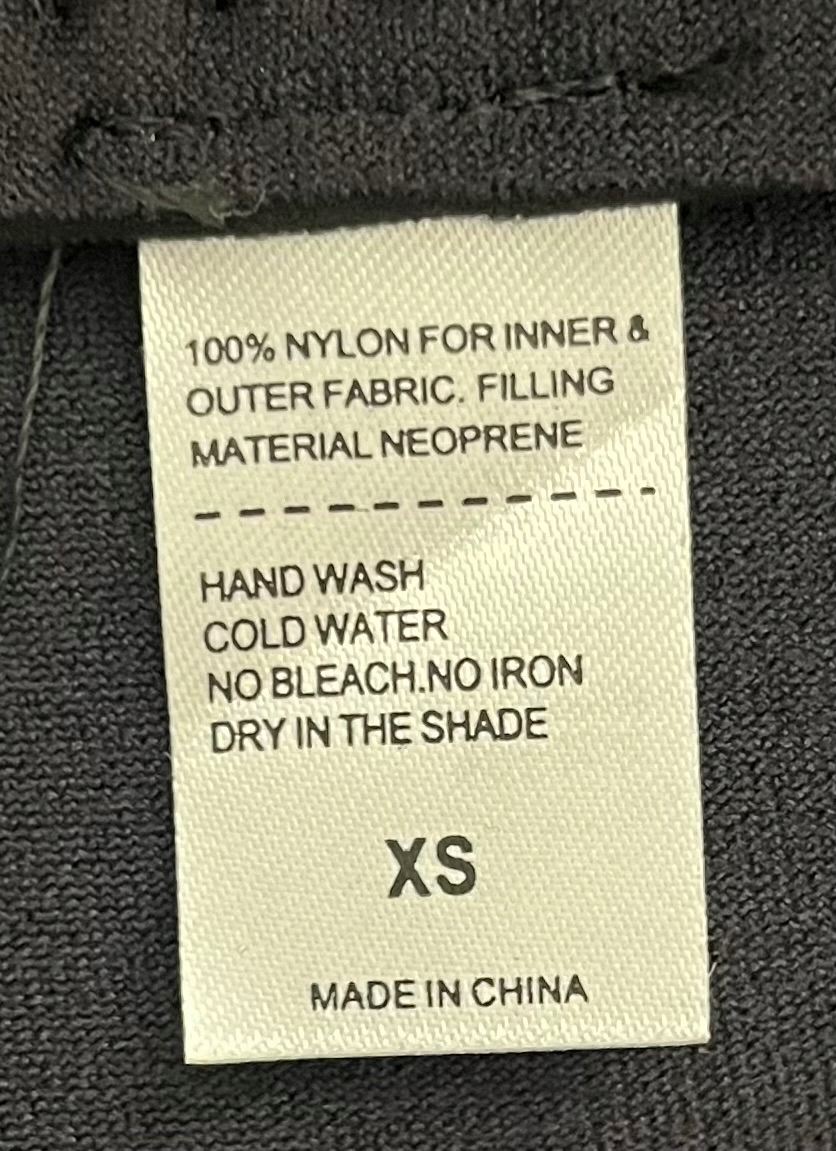 100% NYLON FOR INNER &
OUTER FABRIC. FILLING
MATERIAL NEOPRENE
HAND WASH
COLD WATER
NO BLEACH.NO IRON
DRY IN THE SHADE
XS
MADE IN CHINA